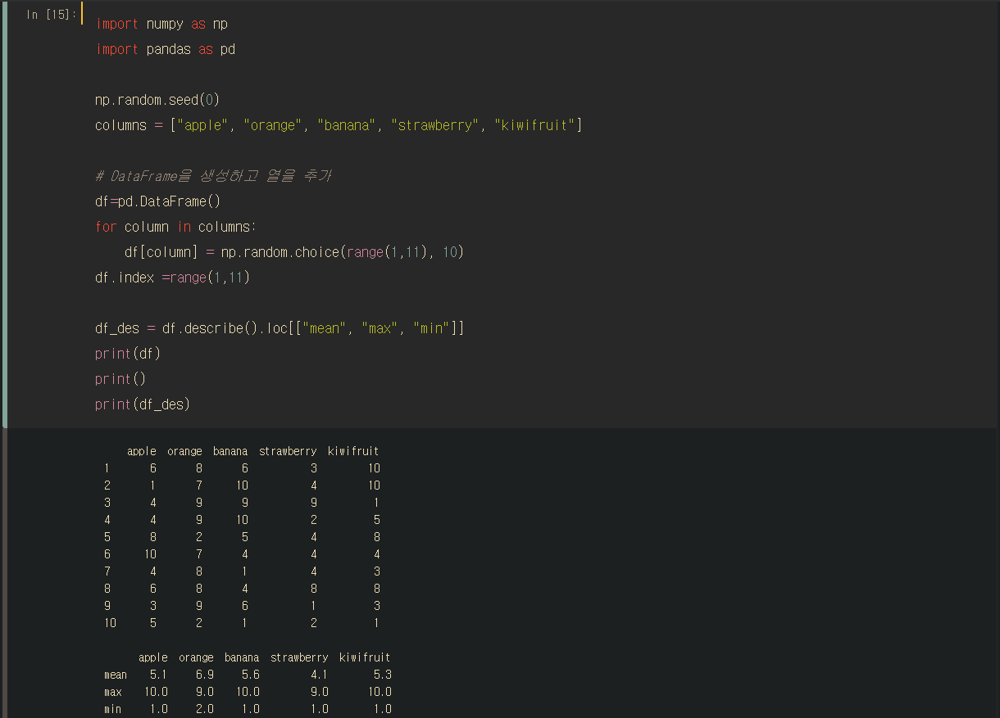 In [15]:
import numpy as np
import pandas as pd
np.random.seed(0)
columns = ["apple", "orange", "banana", "strawberry", "kiwifruit"]
# DataFrame을 생성하고 열을 추가
df=pd.DataFrame()
for column in columns:
    df[column] = np.random.choice(range(1,11), 10)
df.index =range(1,11)
df_des = df.describe().loc[["mean", "max", "min"]]
print(df)
print()
print(df_des)
    apple  orange  banana  strawberry  kiwifruit
1       6       8       6           3         10
2       1       7      10           4         10
3       4       9       9           9          1
4       4       9      10           2          5
5       8       2       5           4          8
6      10       7       4           4          4
7       4       8       1           4          3
8       6       8       4           8          8
9       3       9       6           1          3
10      5       2       1           2          1
      apple  orange  banana  strawberry  kiwifruit
mean    5.1     6.9     5.6         4.1        5.3
max    10.0     9.0    10.0         9.0       10.0
min     1.0     2.0     1.0         1.0        1.0